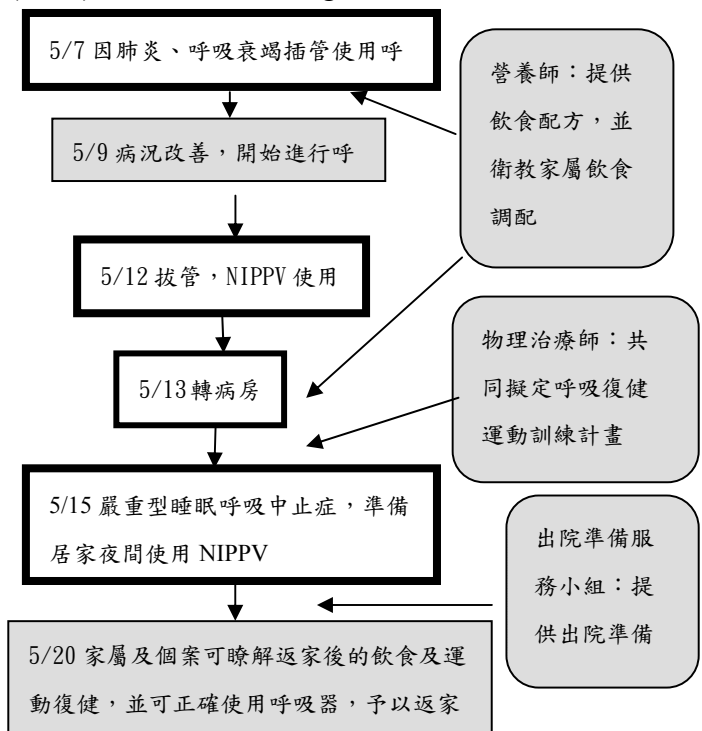 5/7 因肺炎、呼吸衰竭插管使用呼
營養師：提供
飲食配方，並
衛教家屬飲食
調配
5/9 病況改善，開始進行呼
5/12 拔管，NIPPV 使用
物理治療師：共
同擬定呼吸復健
運動訓練計畫
5/13 轉病房
5/15 嚴重型睡眠呼吸中止症，準備
居家夜間使用 NIPPV
出院準備服
務小組：提
供出院準備
5/20 家屬及個案可瞭解返家後的飲食及運
動復健，並可正確使用呼吸器，予以返家